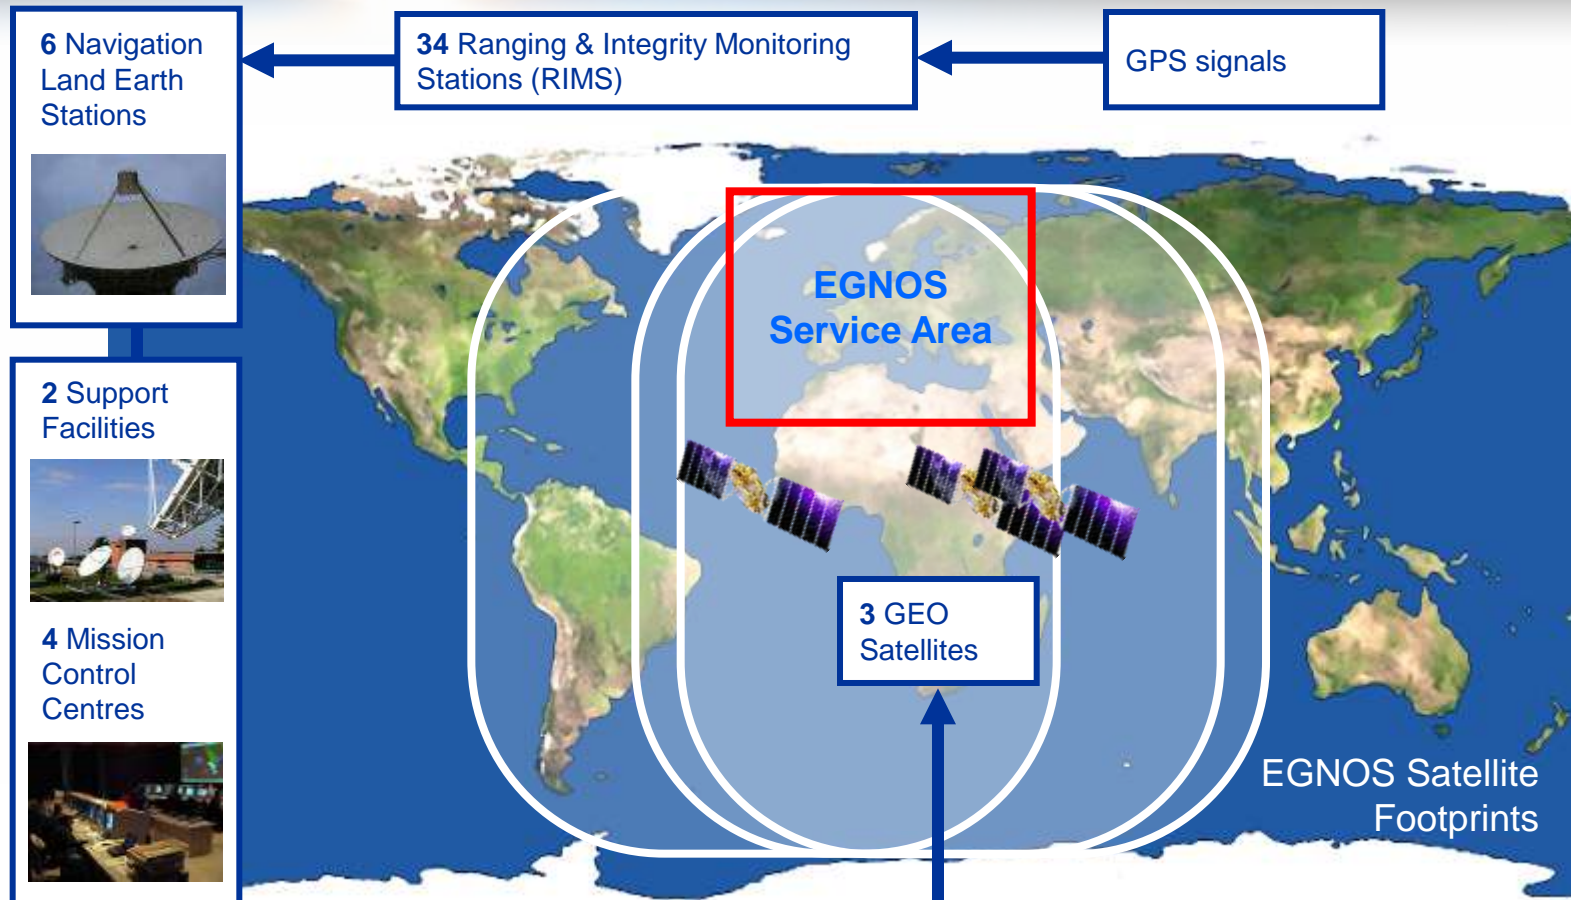 6 Navigation
Land Earth
Stations
34 Ranging & Integrity Monitoring
Stations (RIMS)
GPS signals
EGNOS
Service Area
2 Support
Facilities
4 Mission
Control
Centres
3 GEO
Satellites
EGNOS Satellite
Footprints